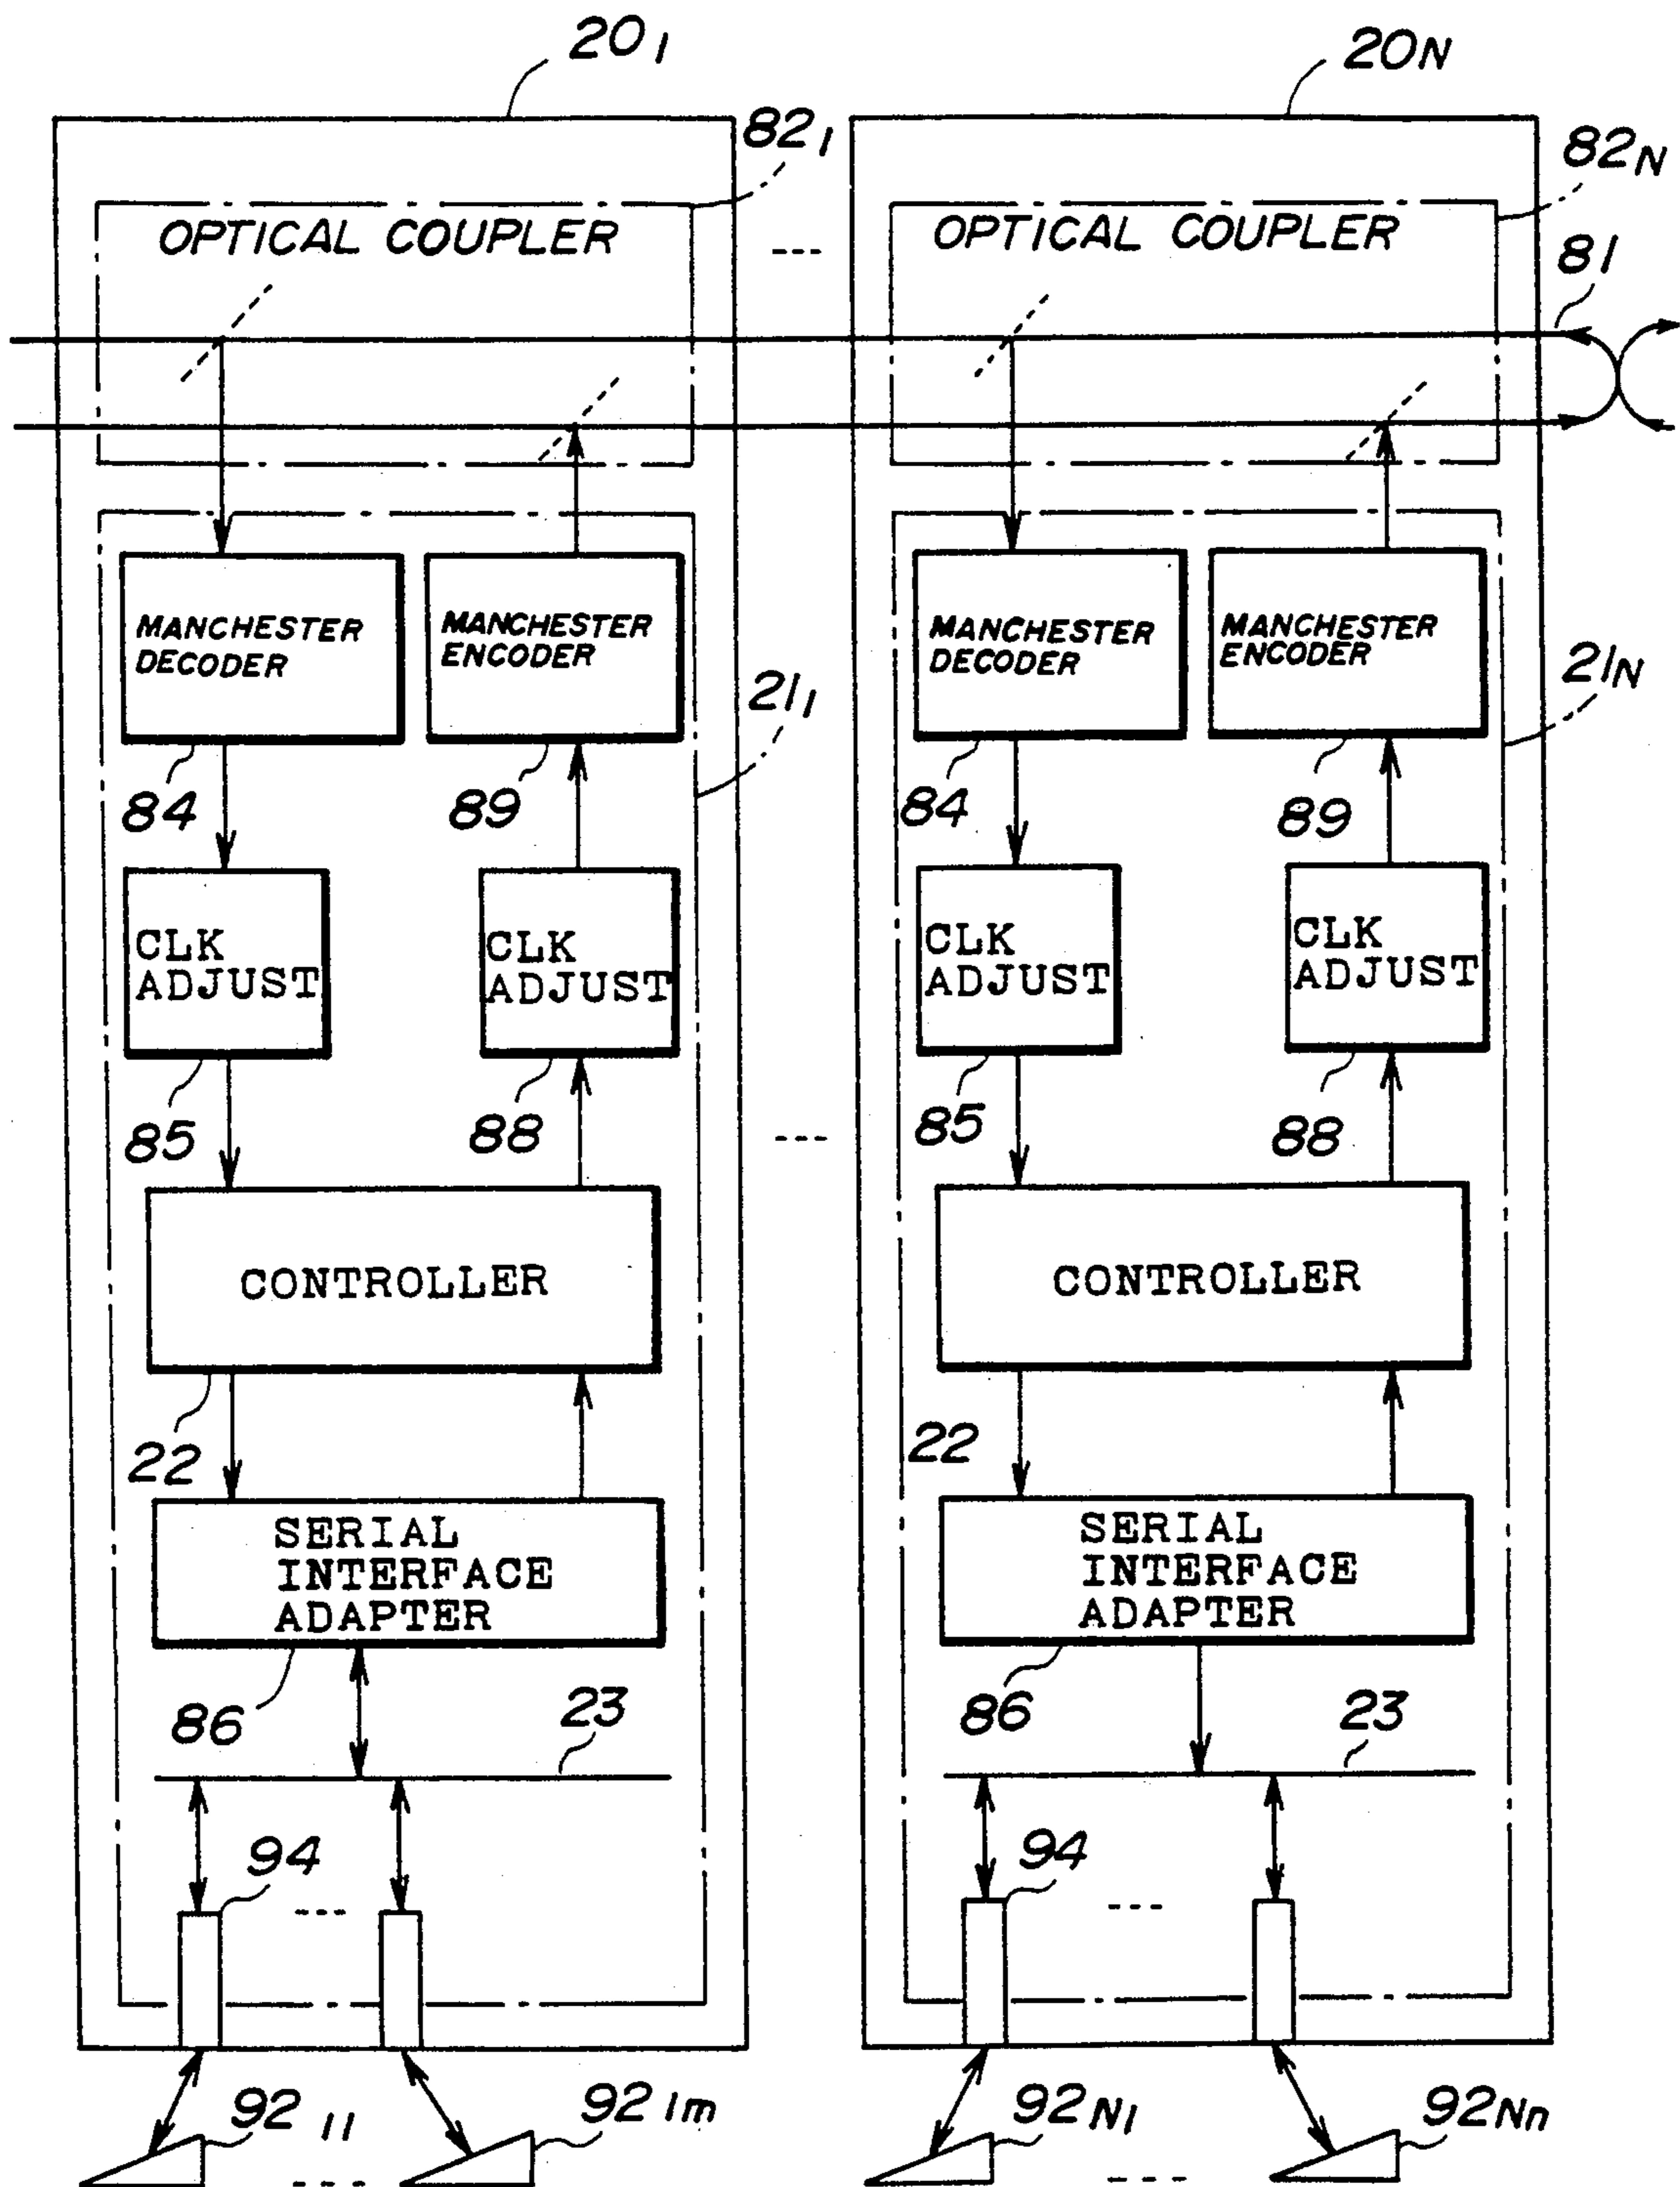 20₁
20N
82₁
82N
OPTICAL COUPLER
---
OPTICAL COUPLER
81
MANCHESTER
DECODER
MANCHESTER
ENCODER
MANCHESTER
DECODER
MANCHESTER
ENCODER
21₁
21N
84
89
84
89
CLK
ADJUST
CLK
ADJUST
CLK
ADJUST
CLK
ADJUST
85
88
---
85
88
CONTROLLER
CONTROLLER
22
22
SERIAL
INTERFACE
ADAPTER
SERIAL
INTERFACE
ADAPTER
86
23
86
23
94
---
94
---
92 11
92 1m
92N1
92Nn
---
---